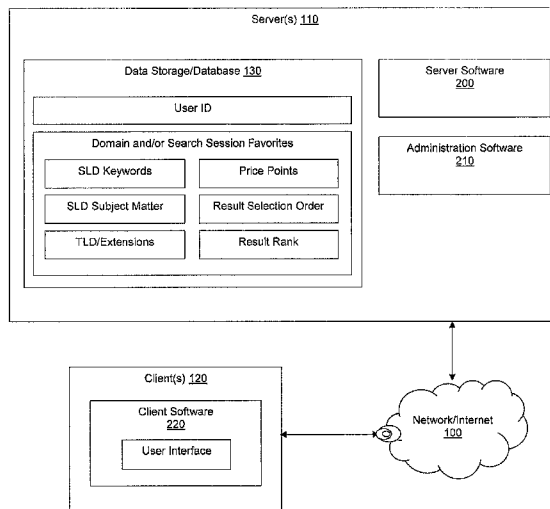 Server(s) 110
Data Storage/Database 130
User ID
Domain and/or Search Session Favorites
SLD Keywords
Price Points
SLD Subject Matter
Result Selection Order
TLD/Extensions
Result Rank
Server Software
200
Administration Software
210
Client(s) 120
Client Software
220
User Interface
Network/Internet
100